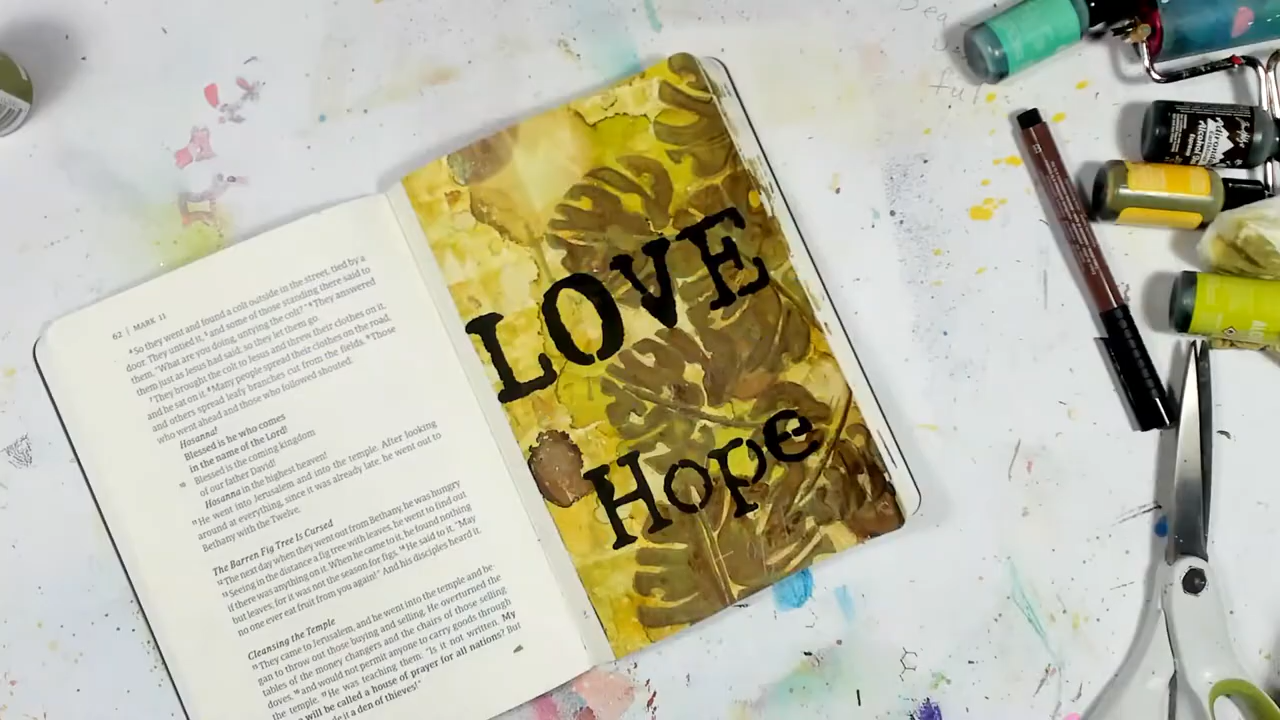 62 | MARK 11
⁴So they went and found a colt outside in the street, tied by a
door. They untied it, ⁵and some of those standing there said to
them, "What are you doing, untying the colt?" ⁶They answered
them just as Jesus had said; so they let them go.
⁷They brought the colt to Jesus and threw their clothes on it,
and he sat on it. ⁸Many people spread their clothes on the road,
and others spread leafy branches cut from the fields. ⁹Those
who went ahead and those who followed shouted:
Hosanna!
Blessed is he who comes
in the name of the Lord!
¹⁰ Blessed is the coming kingdom
of our father David!
Hosanna in the highest heaven!
¹¹He went into Jerusalem and into the temple. After looking
around at everything, since it was already late, he went out to
Bethany with the Twelve.
The Barren Fig Tree Is Cursed
¹²The next day when they went out from Bethany, he was hungry
¹³Seeing in the distance a fig tree with leaves, he went to find out
if there was anything on it. When he came to it, he found nothing
but leaves; for it was not the season for figs. ¹⁴He said to it, "May
no one ever eat fruit from you again!" And his disciples heard it.
Cleansing the Temple
¹⁵They came to Jerusalem, and he went into the temple and be-
gan to throw out those buying and selling. He overturned the
tables of the money changers and the chairs of those selling
doves, ¹⁶and would not permit anyone to carry goods through
the temple. ¹⁷He was teaching them: "Is it not written, My
will be called a house of prayer for all nations? But
de it a den of thieves!"
LOVE
Hope
Adirondack
Alcohol